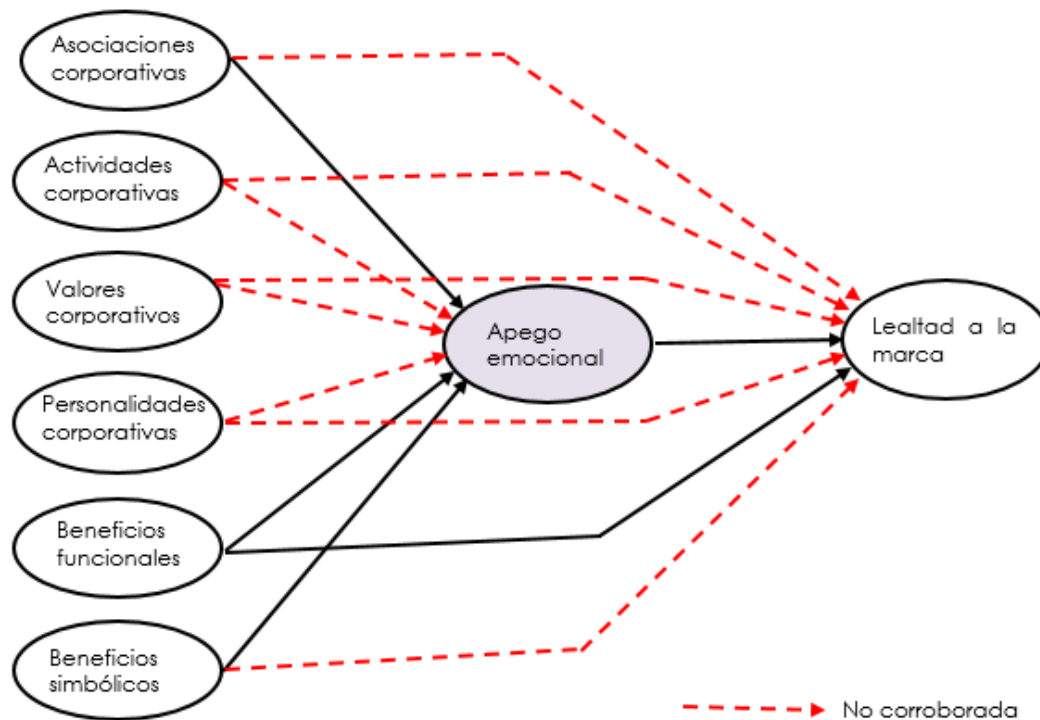 Asociaciones
corporativas
Actividades
corporativas
Valores
corporativos
Apego
emocional
Lealtad a la
marca
Personalidades
corporativas
Beneficios
funcionales
Beneficios
simbólicos
No corroborada